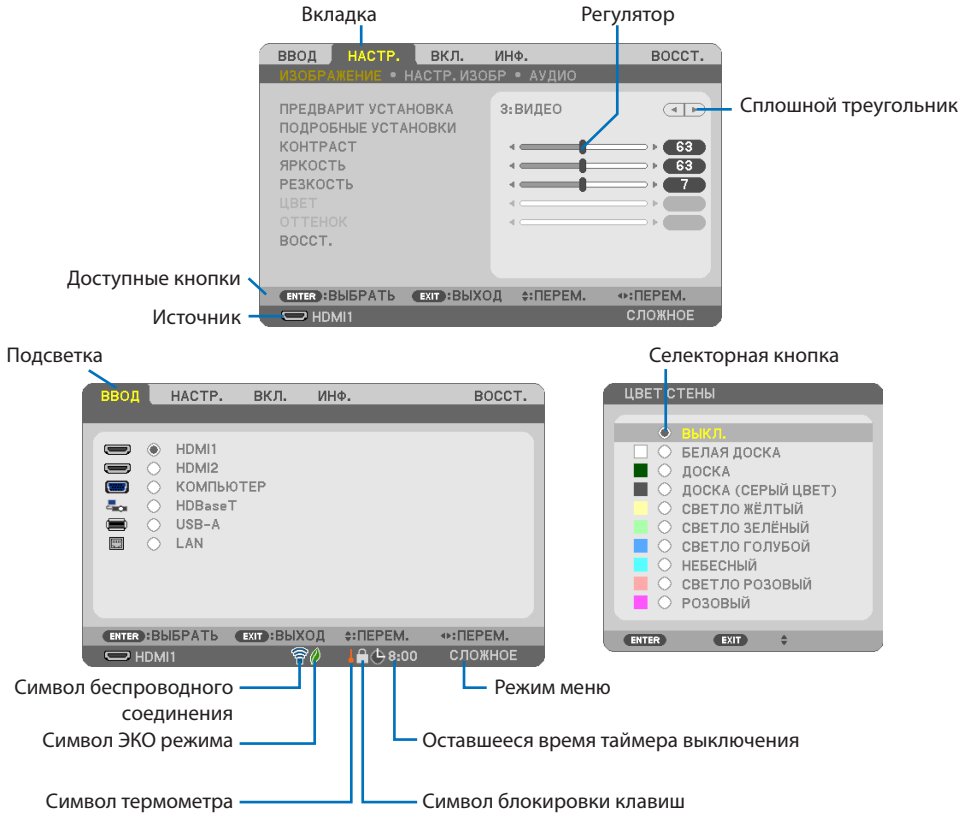 Вкладка
Регулятор
ВВОД НАСТР. ВКЛ. ИНФ. ВОССТ.
ИЗОБРАЖЕНИЕ • НАСТР. ИЗОБР • АУДИО
ПРЕДВАРИТ УСТАНОВКА 3:ВИДЕО
Сплошной треугольник
ПОДРОБНЫЕ УСТАНОВКИ
КОНТРАСТ 63
ЯРКОСТЬ 63
РЕЗКОСТЬ 7
ЦВЕТ
ОТТЕНОК
ВОССТ.
Доступные кнопки
ENTER :ВЫБРАТЬ EXIT :ВЫХОД :ПЕРЕМ. :ПЕРЕМ.
Источник
HDMI1 СЛОЖНОЕ
Подсветка
ВВОД НАСТР. ВКЛ. ИНФ. ВОССТ.
HDMI1
HDMI2
КОМПЬЮТЕР
HDBaseT
USB-A
LAN
ENTER :ВЫБРАТЬ EXIT :ВЫХОД :ПЕРЕМ. :ПЕРЕМ.
HDMI1 8:00 СЛОЖНОЕ
Селекторная кнопка
ЦВЕТ СТЕНЫ
ВЫКЛ.
БЕЛАЯ ДОСКА
ДОСКА
ДОСКА (СЕРЫЙ ЦВЕТ)
СВЕТЛО ЖЁЛТЫЙ
СВЕТЛО ЗЕЛЁНЫЙ
СВЕТЛО ГОЛУБОЙ
НЕБЕСНЫЙ
СВЕТЛО РОЗОВЫЙ
РОЗОВЫЙ
ENTER EXIT
Символ беспроводного
соединения
Режим меню
Символ ЭКО режима
Оставшееся время таймера выключения
Символ термометра
Символ блокировки клавиш